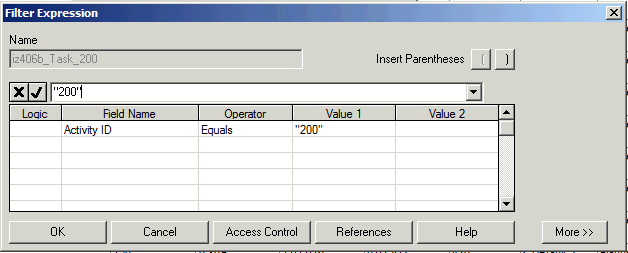 Filter Expression
Name
iz406b_Task_200
Insert Parentheses ( )
"200"
Logic Field Name Operator Value 1 Value 2
Activity ID Equals "200"
OK Cancel Access Control References Help More >>